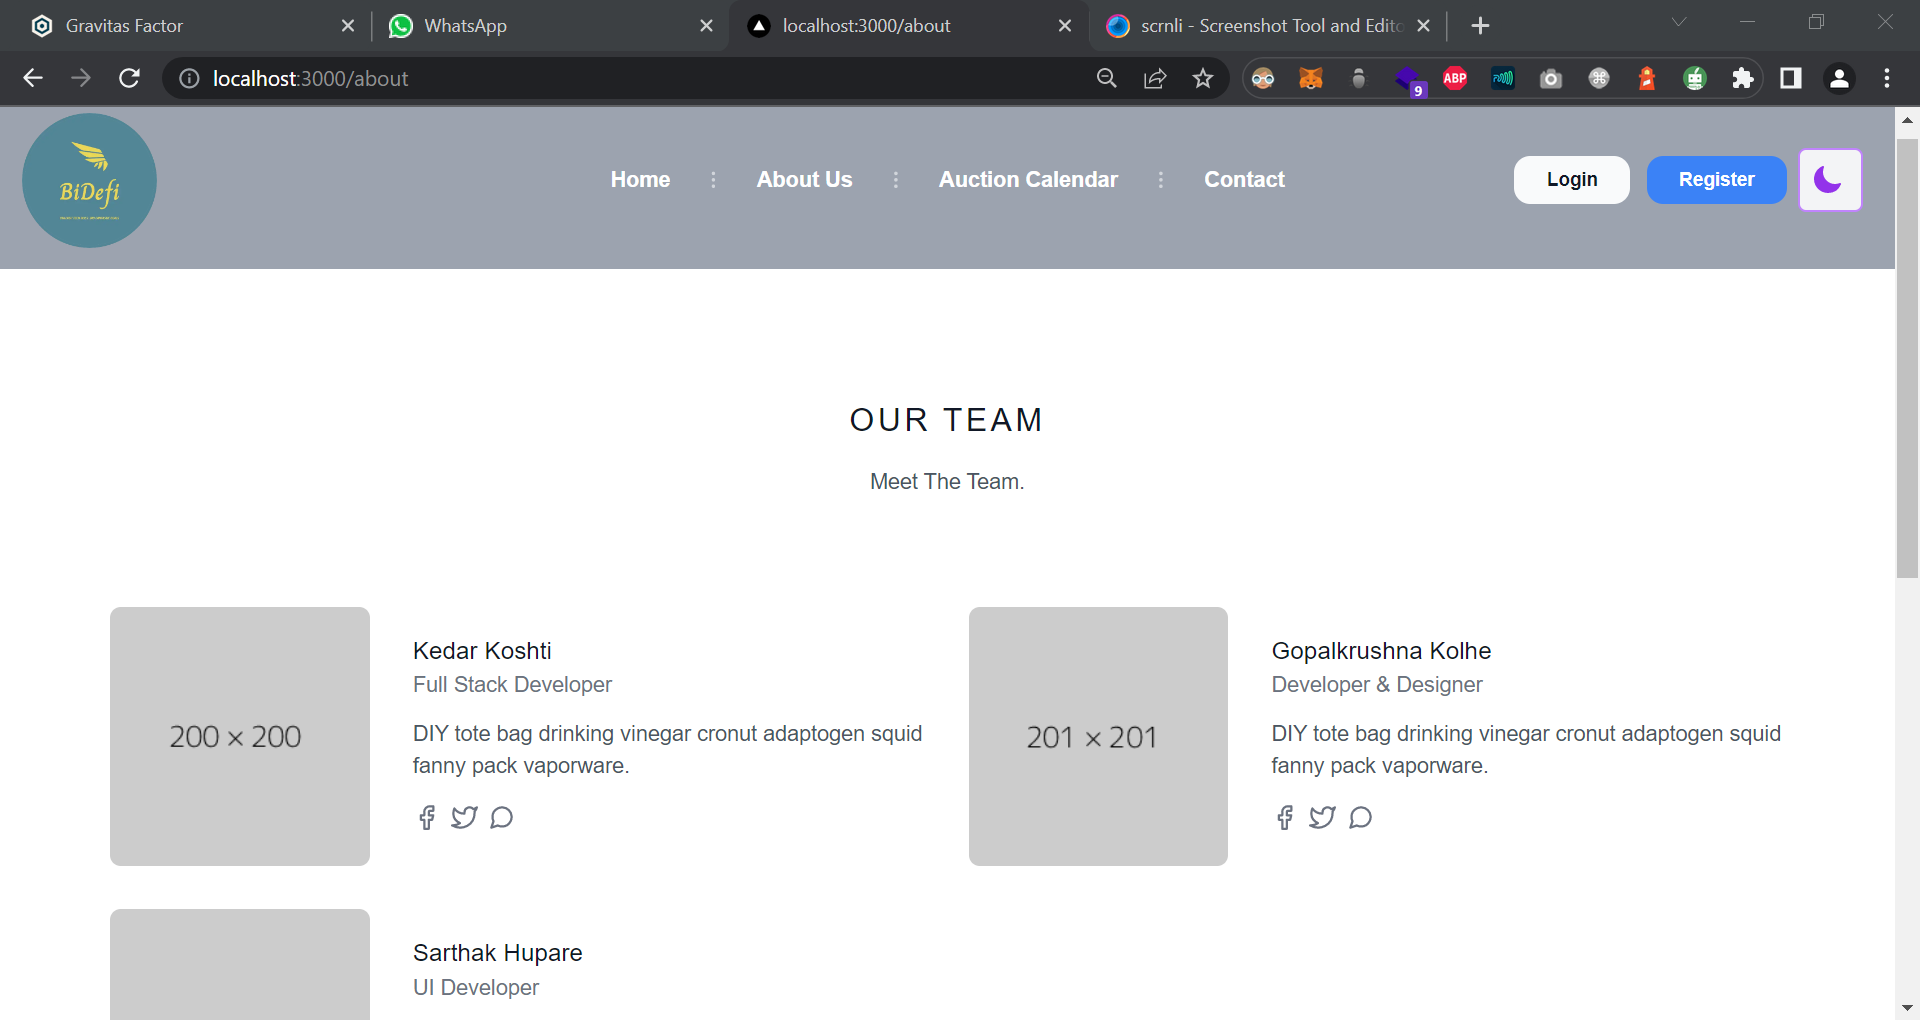 Gravitas Factor
WhatsApp
localhost:3000/about
scrnli - Screenshot Tool and Edito
localhost:3000/about
ABP
9
BiDefi
Home
About Us
Auction Calendar
Contact
Login
Register
OUR TEAM
Meet The Team.
200 × 200
Kedar Koshti
Full Stack Developer
DIY tote bag drinking vinegar cronut adaptogen squid
fanny pack vaporware.
201 × 201
Gopalkrushna Kolhe
Developer & Designer
DIY tote bag drinking vinegar cronut adaptogen squid
fanny pack vaporware.
Sarthak Hupare
UI Developer